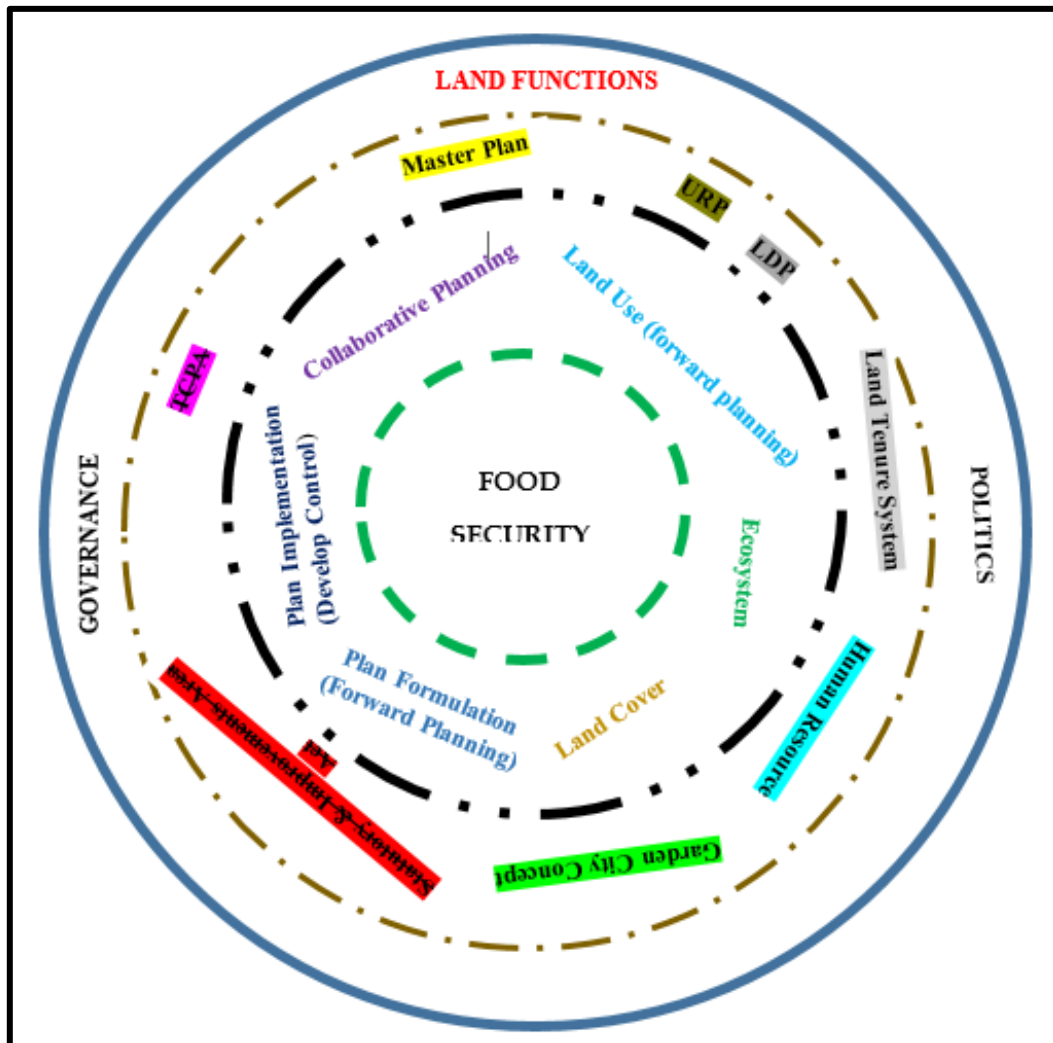 LAND FUNCTIONS
Master Plan
URP
LDP
Land Tenure System
POLITICS
Human Resource
Garden City Concept
Statutory & Improvements Area
Act
GOVERNANCE
TCPA
Collaborative Planning
Land Use (forward planning)
Ecosystem
Land Cover
Plan Formulation
(Forward Planning)
Plan Implementation
(Develop Control)
FOOD
SECURITY